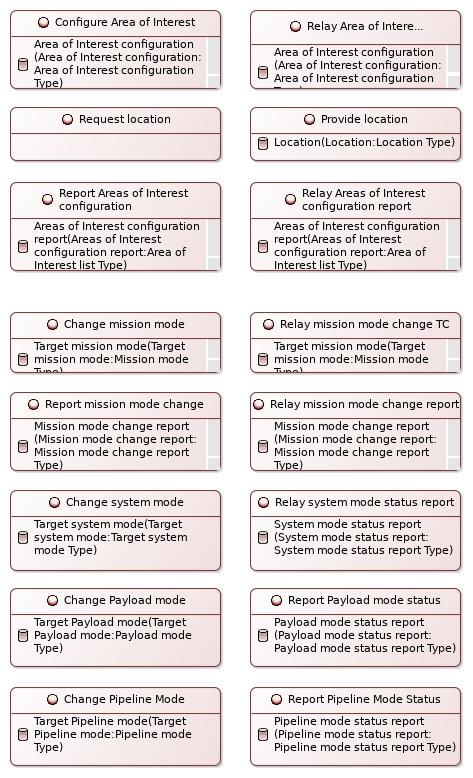 Configure Area of Interest
Area of Interest configuration
(Area of Interest configuration:
Area of Interest configuration
Type)
Relay Area of Intere...
Area of Interest configuration
(Area of Interest configuration:
Area of Interest configuration
Request location
Provide location
Location(Location:Location Type)
Report Areas of Interest
configuration
Areas of Interest configuration
report(Areas of Interest
configuration report:Area of
Interest list Type)
Relay Areas of Interest
configuration report
Areas of Interest configuration
report(Areas of Interest
configuration report:Area of
Interest list Type)
Change mission mode
Target mission mode(Target
mission mode:Mission mode
Type)
Relay mission mode change TC
Target mission mode(Target
mission mode:Mission mode
Type)
Report mission mode change
Mission mode change report
(Mission mode change report:
Mission mode change report
Type)
Relay mission mode change report
Mission mode change report
(Mission mode change report:
Mission mode change report
Type)
Change system mode
Target system mode(Target
system mode:Target system
mode Type)
Relay system mode status report
System mode status report
(System mode status report:
System mode status report Type)
Change Payload mode
Target Payload mode(Target
Payload mode:Payload mode
Type)
Report Payload mode status
Payload mode status report
(Payload mode status report:
Payload mode status report Type)
Change Pipeline Mode
Target Pipeline mode(Target
Pipeline mode:Pipeline mode
Type)
Report Pipeline Mode Status
Pipeline mode status report
(Pipeline mode status report:
Pipeline mode status report Type)